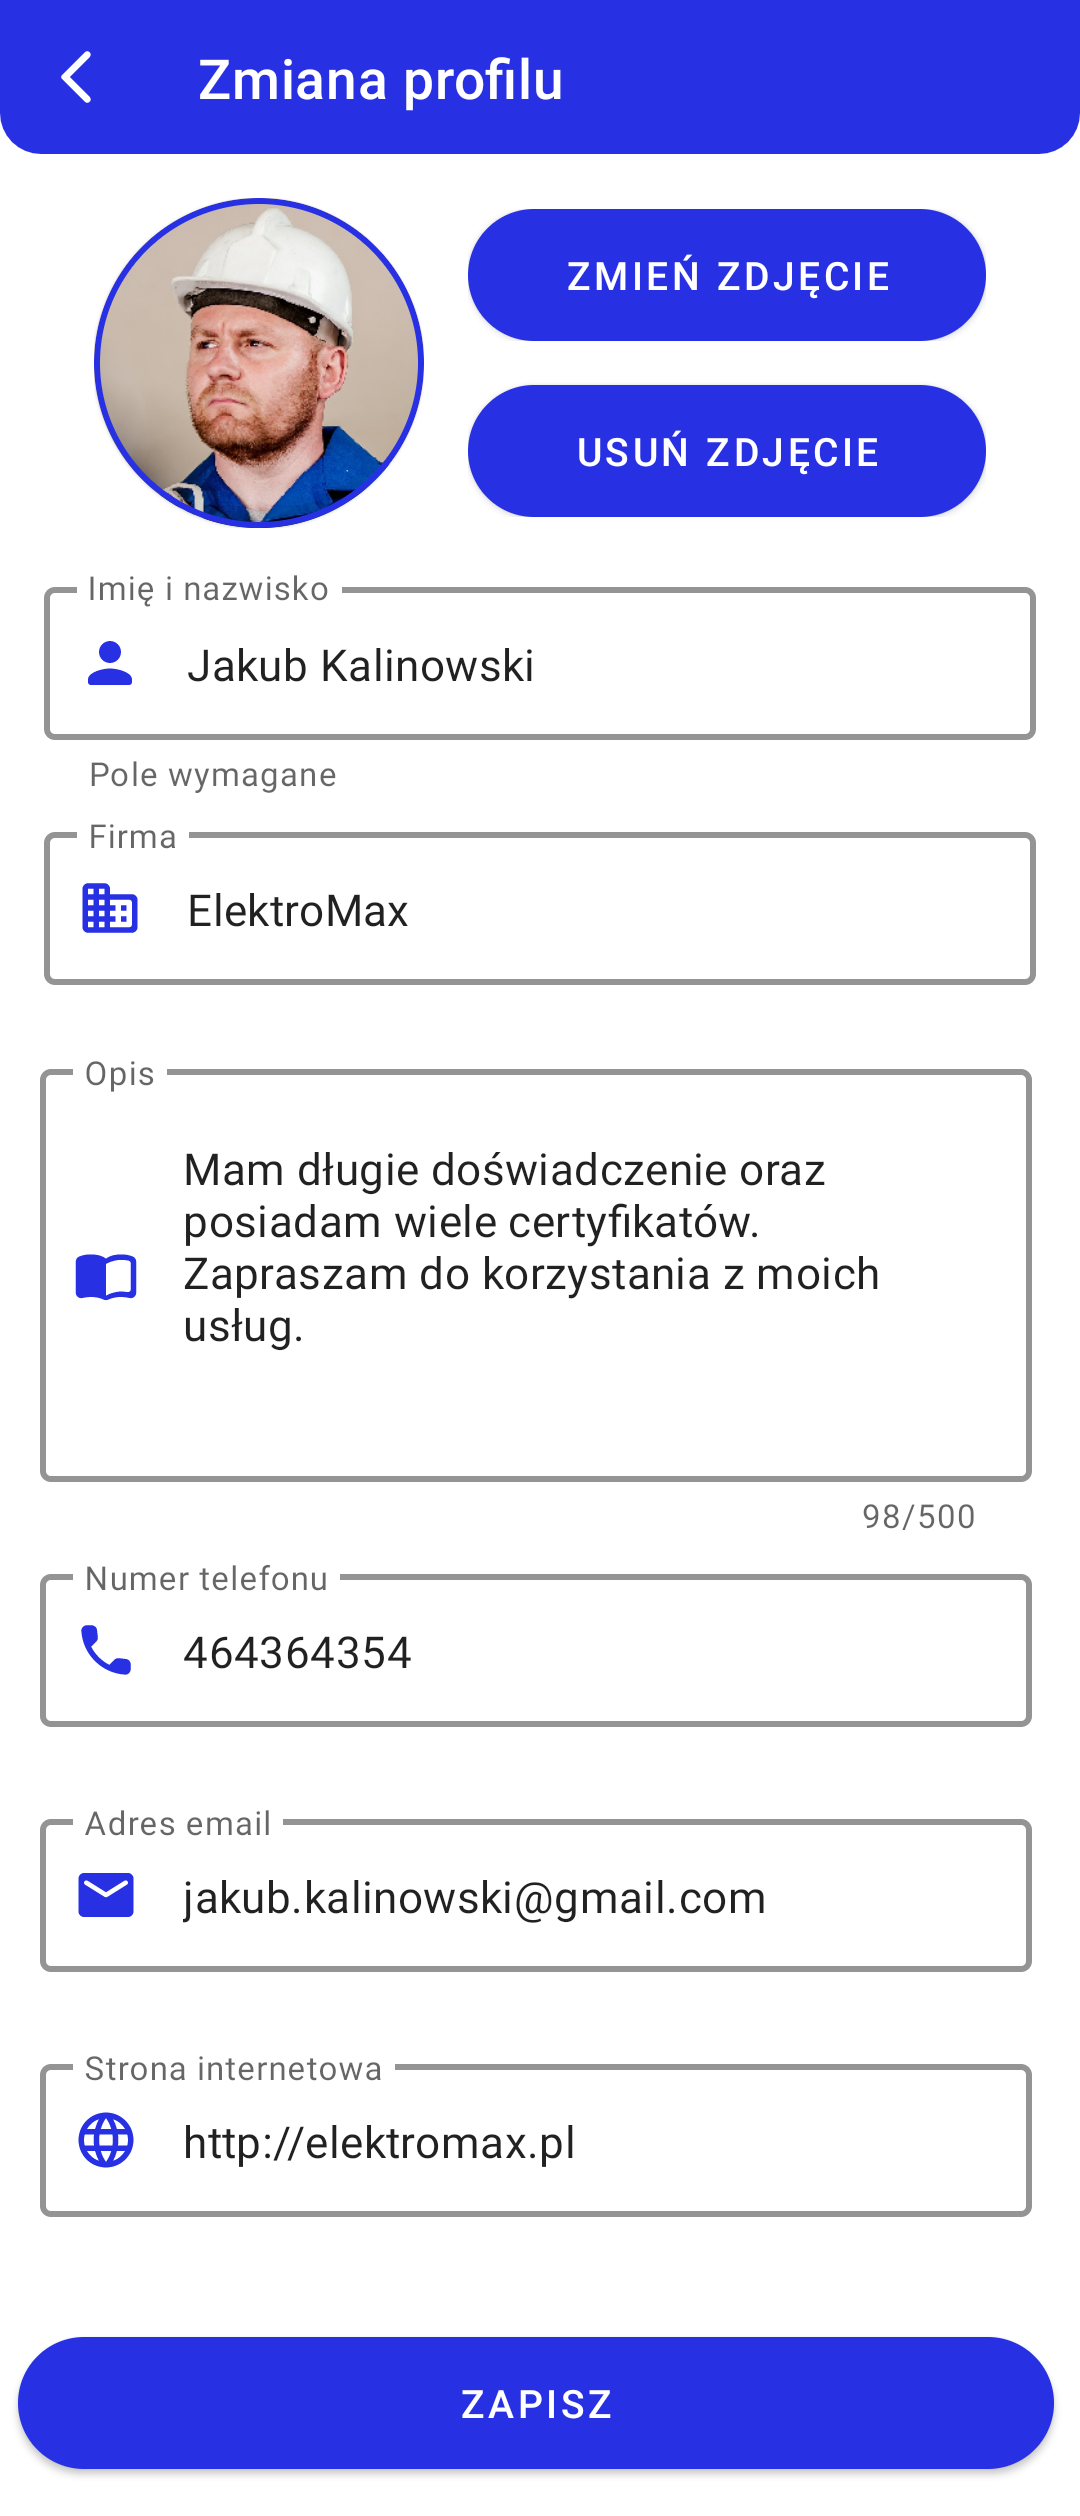 Zmiana profilu
ZMIEŃ ZDJĘCIE
USUŃ ZDJĘCIE
Imię i nazwisko
Jakub Kalinowski
Pole wymagane
Firma
ElektroMax
Opis
Mam długie doświadczenie oraz
posiadam wiele certyfikatów.
Zapraszam do korzystania z moich
usług.
98/500
Numer telefonu
464364354
Adres email
jakub.kalinowski@gmail.com
Strona internetowa
http://elektromax.pl
ZAPISZ